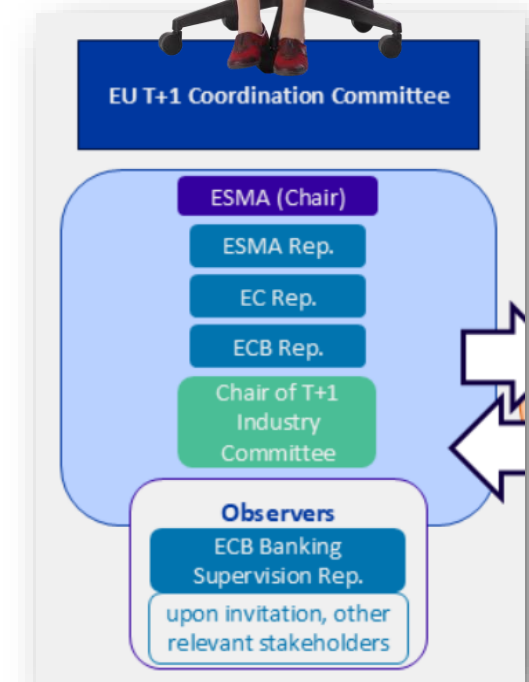 EU T+1 Coordination Committee
ESMA (Chair)
ESMA Rep.
EC Rep.
ECB Rep.
Chair of T+1
Industry
Committee
Observers
ECB Banking
Supervision Rep.
upon invitation, other
relevant stakeholders